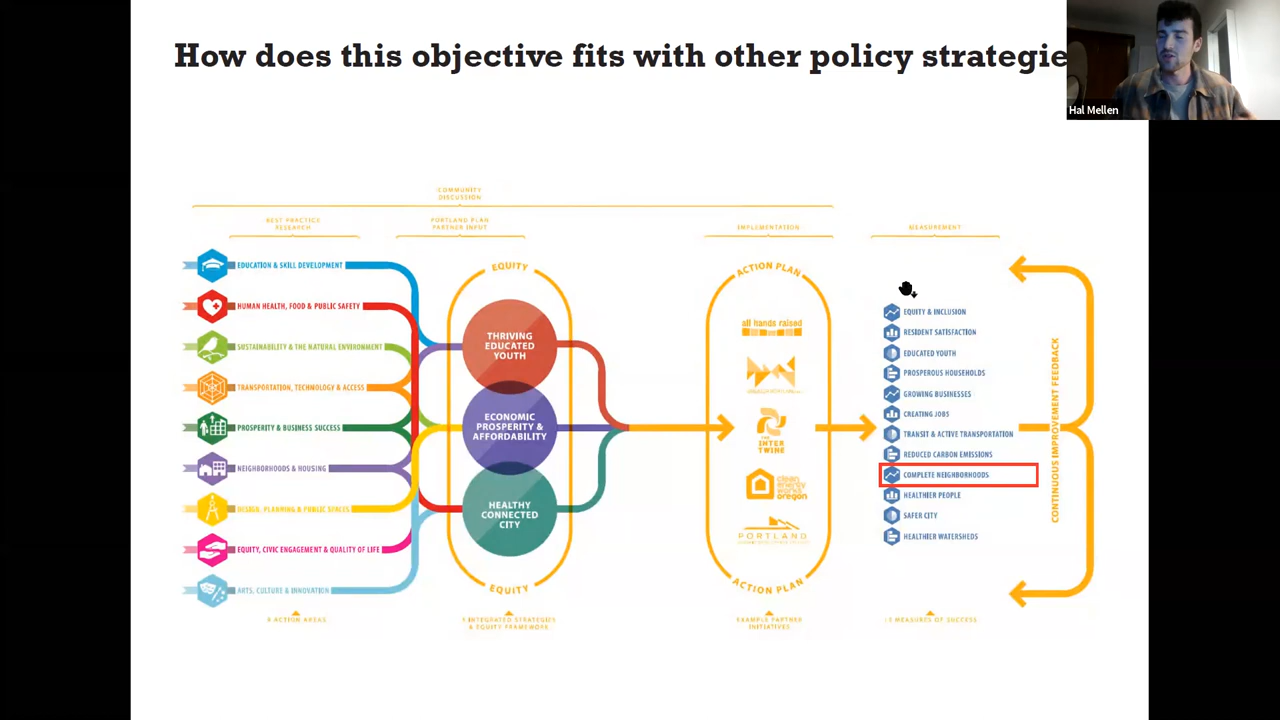 How does this objective fits with other policy strategie
Hal Mellen
COMMUNITY
DISCUSSION
BEST PRACTICE
RESEARCH
PORTLAND PLAN
PARTNER INPUT
IMPLEMENTATION
MEASUREMENT
EDUCATION & SKILL DEVELOPMENT
HUMAN HEALTH, FOOD & PUBLIC SAFETY
SUSTAINABILITY & THE NATURAL ENVIRONMENT
TRANSPORTATION, TECHNOLOGY & ACCESS
PROSPERITY & BUSINESS SUCCESS
NEIGHBORHOODS & HOUSING
DESIGN, PLANNING & PUBLIC SPACES
EQUITY, CIVIC ENGAGEMENT & QUALITY OF LIFE
ARTS, CULTURE & INNOVATION
9 ACTION AREAS
EQUITY
THRIVING
EDUCATED
YOUTH
ECONOMIC
PROSPERITY &
AFFORDABILITY
HEALTHY
CONNECTED
CITY
EQUITY
3 INTEGRATED STRATEGIES
& EQUITY FRAMEWORK
ACTION PLAN
all hands raised
THE
INTER
TWINE
clean
energy
works
oregon
PORTLAND
ACTION PLAN
EXAMPLE PARTNER
INITIATIVES
EQUITY & INCLUSION
RESIDENT SATISFACTION
EDUCATED YOUTH
PROSPEROUS HOUSEHOLDS
GROWING BUSINESSES
CREATING JOBS
TRANSIT & ACTIVE TRANSPORTATION
REDUCED CARBON EMISSIONS
COMPLETE NEIGHBORHOODS
HEALTHIER PEOPLE
SAFER CITY
HEALTHIER WATERSHEDS
12 MEASURES OF SUCCESS
CONTINUOUS IMPROVEMENT FEEDBACK